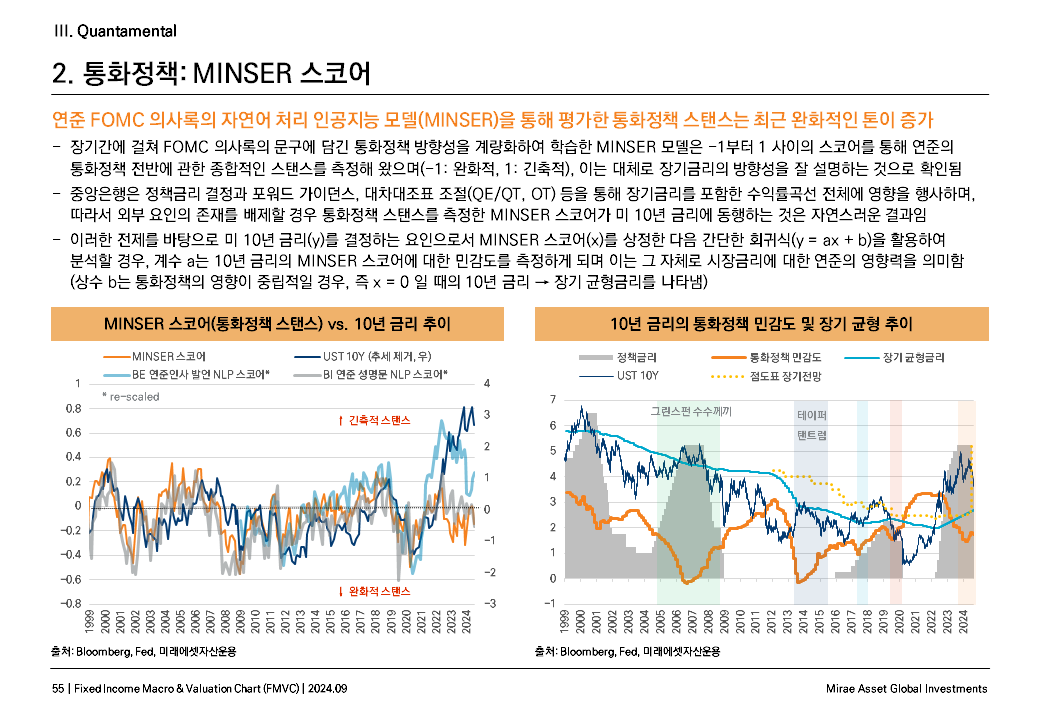 III. Quantamental
2. 통화정책: MINSER 스코어
연준 FOMC 의사록의 자연어 처리 인공지능 모델(MINSER)을 통해 평가한 통화정책 스탠스는 최근 완화적인 톤이 증가
– 장기간에 걸쳐 FOMC 의사록의 문구에 담긴 통화정책 방향성을 계량화하여 학습한 MINSER 모델은 -1부터 1 사이의 스코어를 통해 연준의
통화정책 전반에 관한 종합적인 스탠스를 측정해 왔으며(-1: 완화적, 1: 긴축적), 이는 대체로 장기금리의 방향성을 잘 설명하는 것으로 확인됨
– 중앙은행은 정책금리 결정과 포워드 가이던스, 대차대조표 조절(QE/QT, OT) 등을 통해 장기금리를 포함한 수익률곡선 전체에 영향을 행사하며,
따라서 외부 요인의 존재를 배제할 경우 통화정책 스탠스를 측정한 MINSER 스코어가 미 10년 금리에 동행하는 것은 자연스러운 결과임
– 이러한 전제를 바탕으로 미 10년 금리(y)를 결정하는 요인으로서 MINSER 스코어(x)를 상정한 다음 간단한 회귀식(y = ax + b)을 활용하여
분석할 경우, 계수 a는 10년 금리의 MINSER 스코어에 대한 민감도를 측정하게 되며 이는 그 자체로 시장금리에 대한 연준의 영향력을 의미함
(상수 b는 통화정책의 영향이 중립적일 경우, 즉 x = 0 일 때의 10년 금리 → 장기 균형금리를 나타냄)
MINSER 스코어(통화정책 스탠스) vs. 10년 금리 추이
MINSER 스코어 UST 10Y (추세 제거, 우)
BE 연준인사 발언 NLP 스코어* BI 연준 성명문 NLP 스코어*
* re-scaled
↑ 긴축적 스탠스
↓ 완화적 스탠스
1
0.8
0.6
0.4
0.2
0
-0.2
-0.4
-0.6
-0.8
4
3
2
1
0
-1
-2
-3
1999 2000 2001 2002 2003 2004 2005 2006 2007 2008 2009 2010 2011 2012 2013 2014 2015 2016 2017 2018 2019 2020 2021 2022 2023 2024
출처: Bloomberg, Fed, 미래에셋자산운용
10년 금리의 통화정책 민감도 및 장기 균형 추이
정책금리 통화정책 민감도 장기 균형금리
UST 10Y 점도표 장기전망
그린스펀 수수께끼
테이퍼
탠트럼
7
6
5
4
3
2
1
0
-1
1999 2000 2001 2002 2003 2004 2005 2006 2007 2008 2009 2010 2011 2012 2013 2014 2015 2016 2017 2018 2019 2020 2021 2022 2023 2024
출처: Bloomberg, Fed, 미래에셋자산운용
55 | Fixed Income Macro & Valuation Chart (FMVC) | 2024.09
Mirae Asset Global Investments